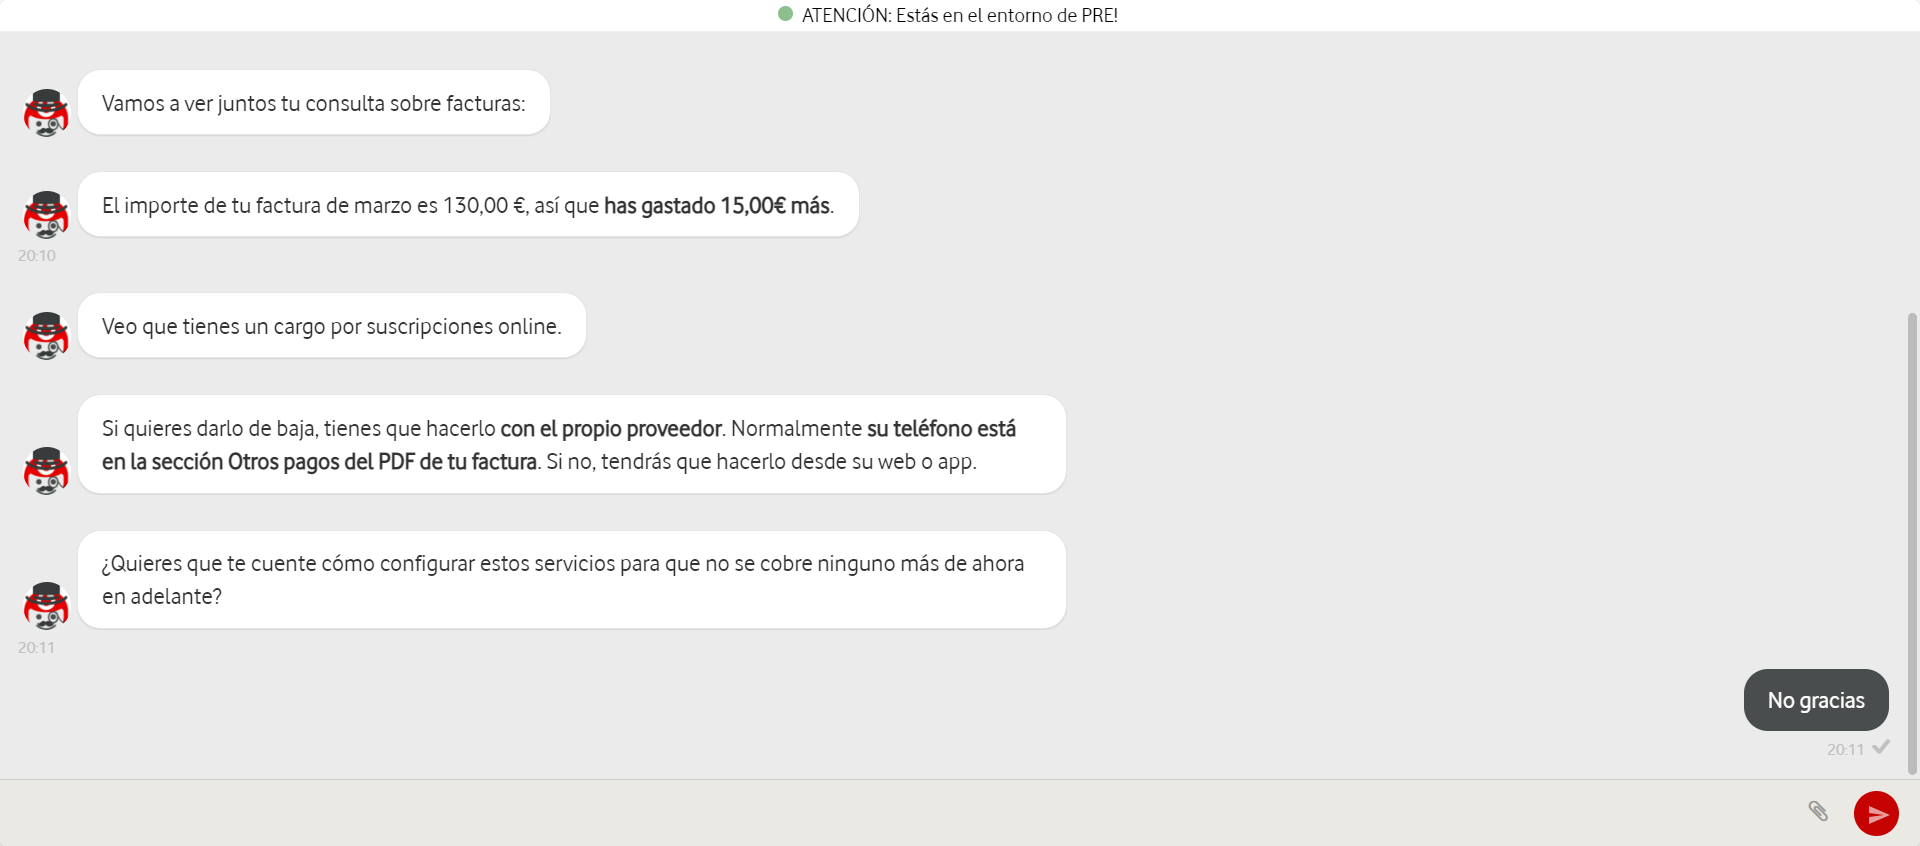 ATENCIÓN: Estás en el entorno de PRE!
Vamos a ver juntos tu consulta sobre facturas:
El importe de tu factura de marzo es 130,00 €, así que has gastado 15,00€ más.
20:10
Veo que tienes un cargo por suscripciones online.
Si quieres darlo de baja, tienes que hacerlo con el propio proveedor. Normalmente su teléfono está
en la sección Otros pagos del PDF de tu factura. Si no, tendrás que hacerlo desde su web o app.
¿Quieres que te cuente cómo configurar estos servicios para que no se cobre ninguno más de ahora
en adelante?
20:11
No gracias
20:11